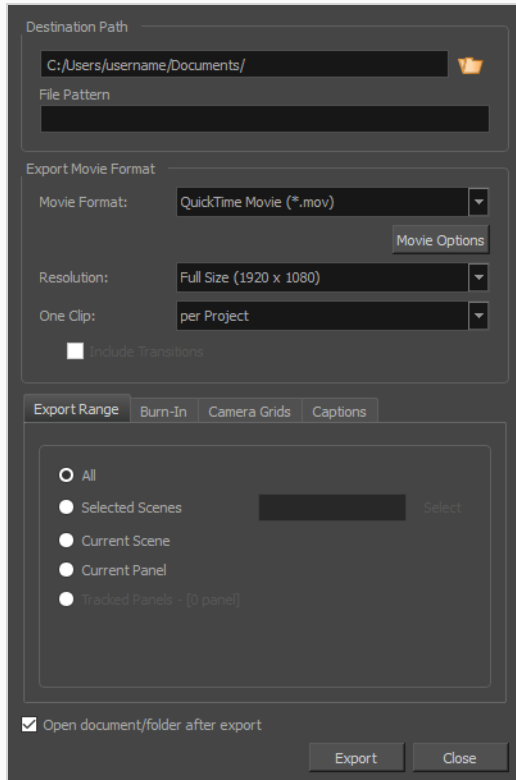 Destination Path
C:/Users/username/Documents/
File Pattern
Export Movie Format
Movie Format: QuickTime Movie (*.mov)
Movie Options
Resolution: Full Size (1920 x 1080)
One Clip: per Project
Include Transitions
Export Range Burn-In Camera Grids Captions
All
Selected Scenes Select
Current Scene
Current Panel
Tracked Panels - [0 panel]
Open document/folder after export
Export Close